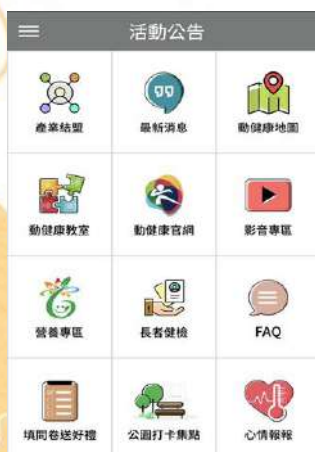 活動公告
產業結盟
最新消息
動健康地圖
動健康教室
動健康官網
影音專區
營養專區
長者健檢
FAQ
填問卷送好禮
公園打卡集點
心情報報